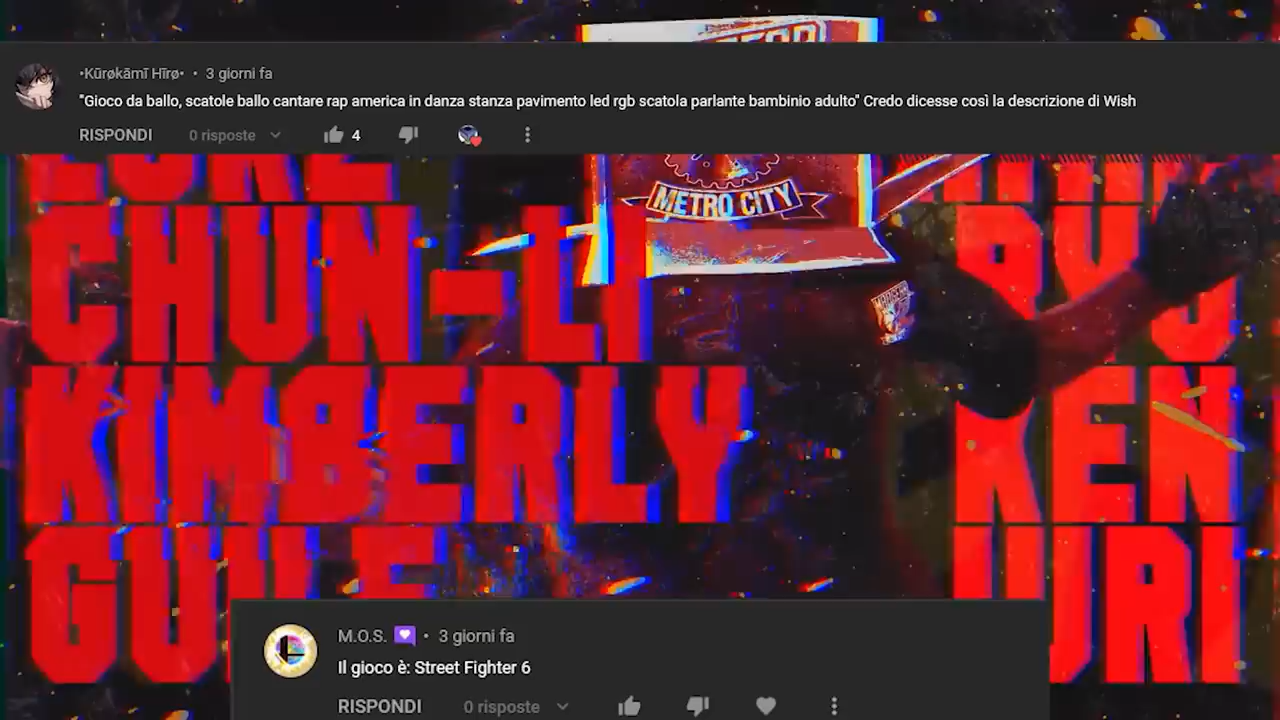 •Kūrøkāmī Hīrø• • 3 giorni fa
"Gioco da ballo, scatole ballo cantare rap america in danza stanza pavimento led rgb scatola parlante bambinio adulto" Credo dicesse così la descrizione di Wish
RISPONDI 0 risposte 4
METRO CITY
CHUN-LI
KIMBERLY KEN
GUILE JURI
M.O.S. • 3 giorni fa
Il gioco è: Street Fighter 6
RISPONDI 0 risposte